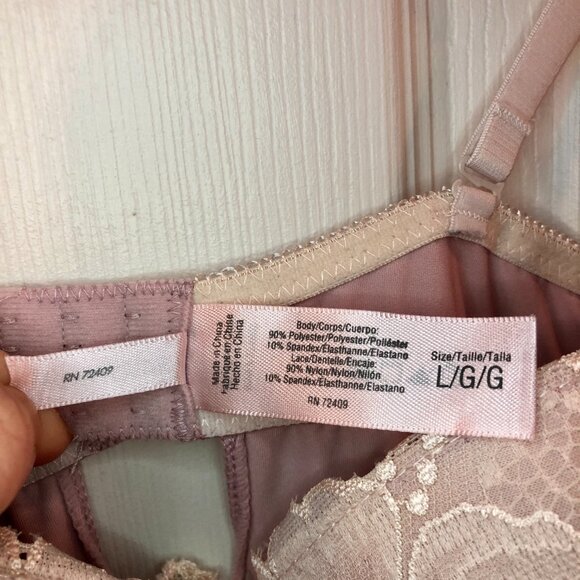 RN 72409
Made in China
Fabriqué en Chine
Hecho en China
Body/Corps/Cuerpo:
90% Polyester/Polyester/Poliéster
10% Spandex/Elasthanne/Elastano
Lace/Dentelle/Encaje:
90% Nylon/Nylon/Nilón
10% Spandex/Elasthanne/Elastano
RN 72409
Size/Taille/Talla
L/G/G